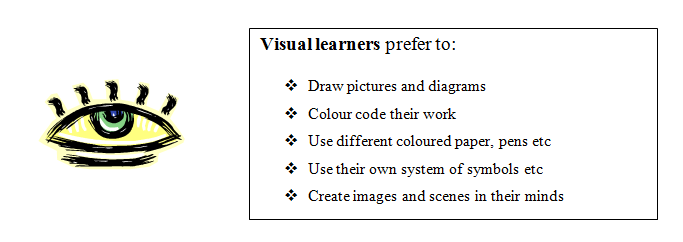 Visual learners prefer to:
❖ Draw pictures and diagrams
❖ Colour code their work
❖ Use different coloured paper, pens etc
❖ Use their own system of symbols etc
❖ Create images and scenes in their minds